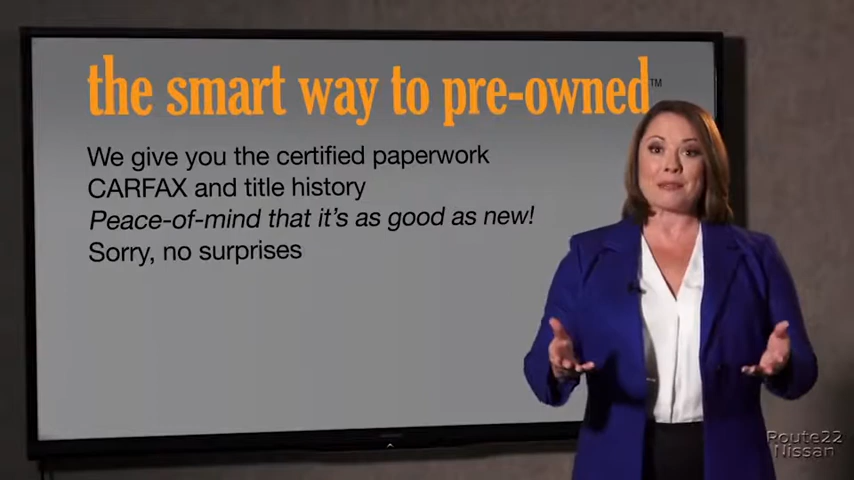 the smart way to pre-owned™
We give you the certified paperwork
CARFAX and title history
Peace-of-mind that it's as good as new!
Sorry, no surprises
Route22
Nissan